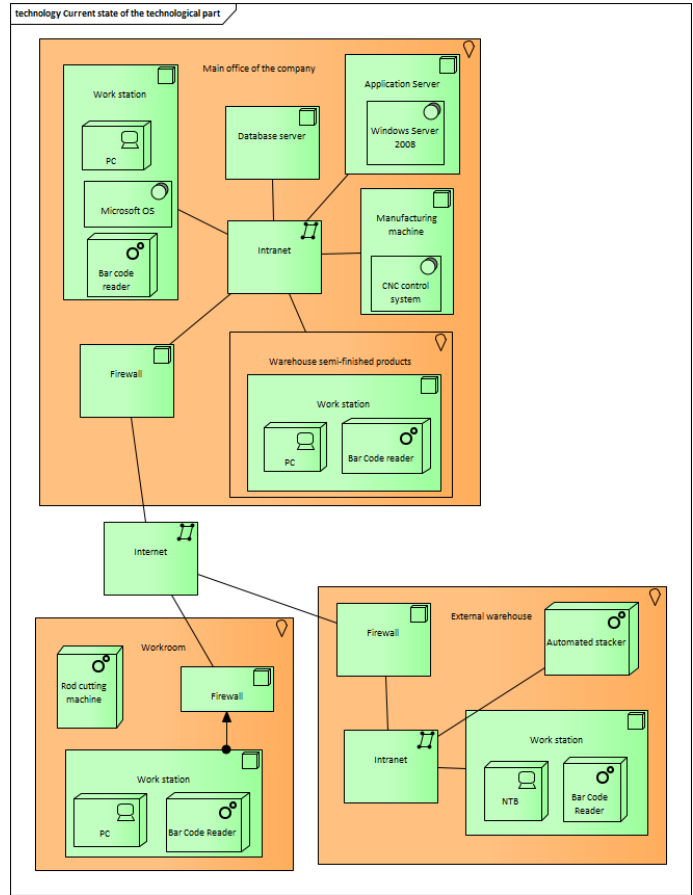 technology Current state of the technological part
Main office of the company
Work station
PC
Microsoft OS
Bar code
reader
Database server
Application Server
Windows Server
2008
Intranet
Manufacturing
machine
CNC control
system
Firewall
Warehouse semi-finished products
Work station
PC
Bar Code reader
Internet
Workroom
Rod cutting
machine
Firewall
Work station
PC
Bar Code Reader
External warehouse
Firewall
Automated stacker
Intranet
Work station
NTB
Bar Code
Reader